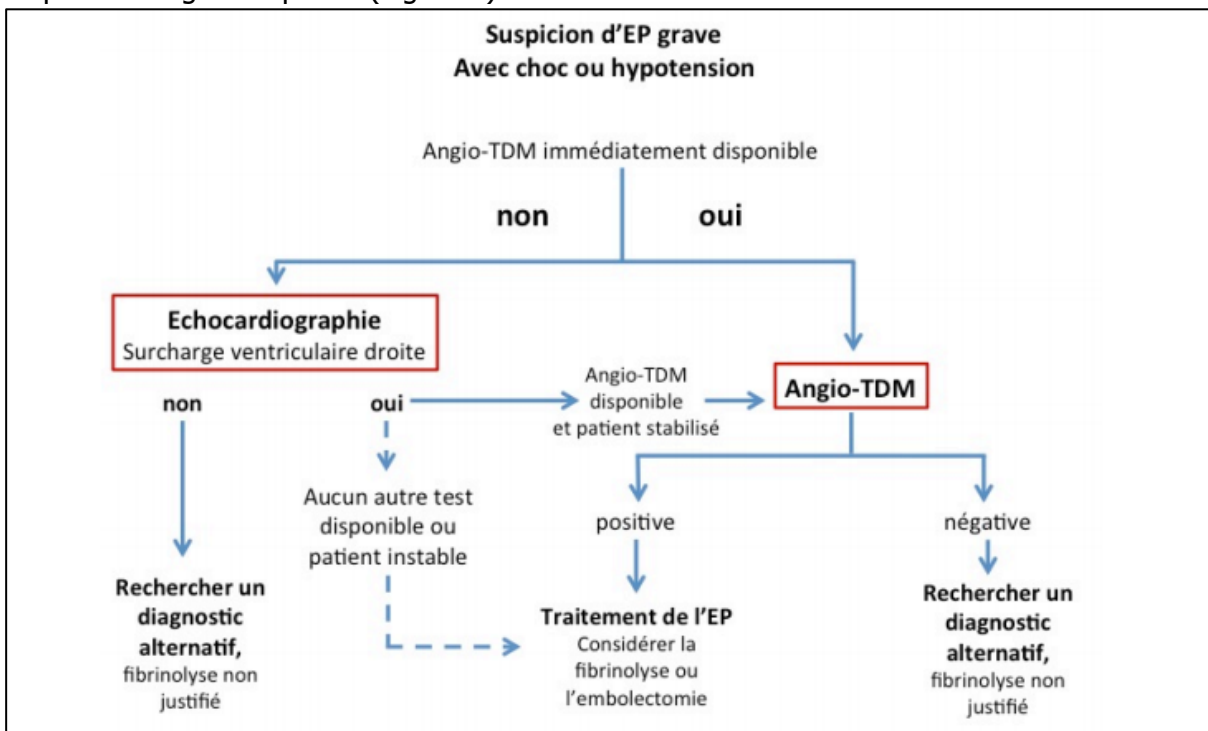 Suspicion d'EP grave
Avec choc ou hypotension
Angio-TDM immédiatement disponible
non
oui
Echocardiographie
Surcharge ventriculaire droite
non
oui
Angio-TDM
disponible
et patient stabilisé
Angio-TDM
Aucun autre test
disponible ou
patient instable
positive
négative
Rechercher un
diagnostic
alternatif,
fibrinolyse non
justifié
Traitement de l'EP
Considérer la
fibrinolyse ou
l'embolectomie
Rechercher un
diagnostic
alternatif,
fibrinolyse non
justifié